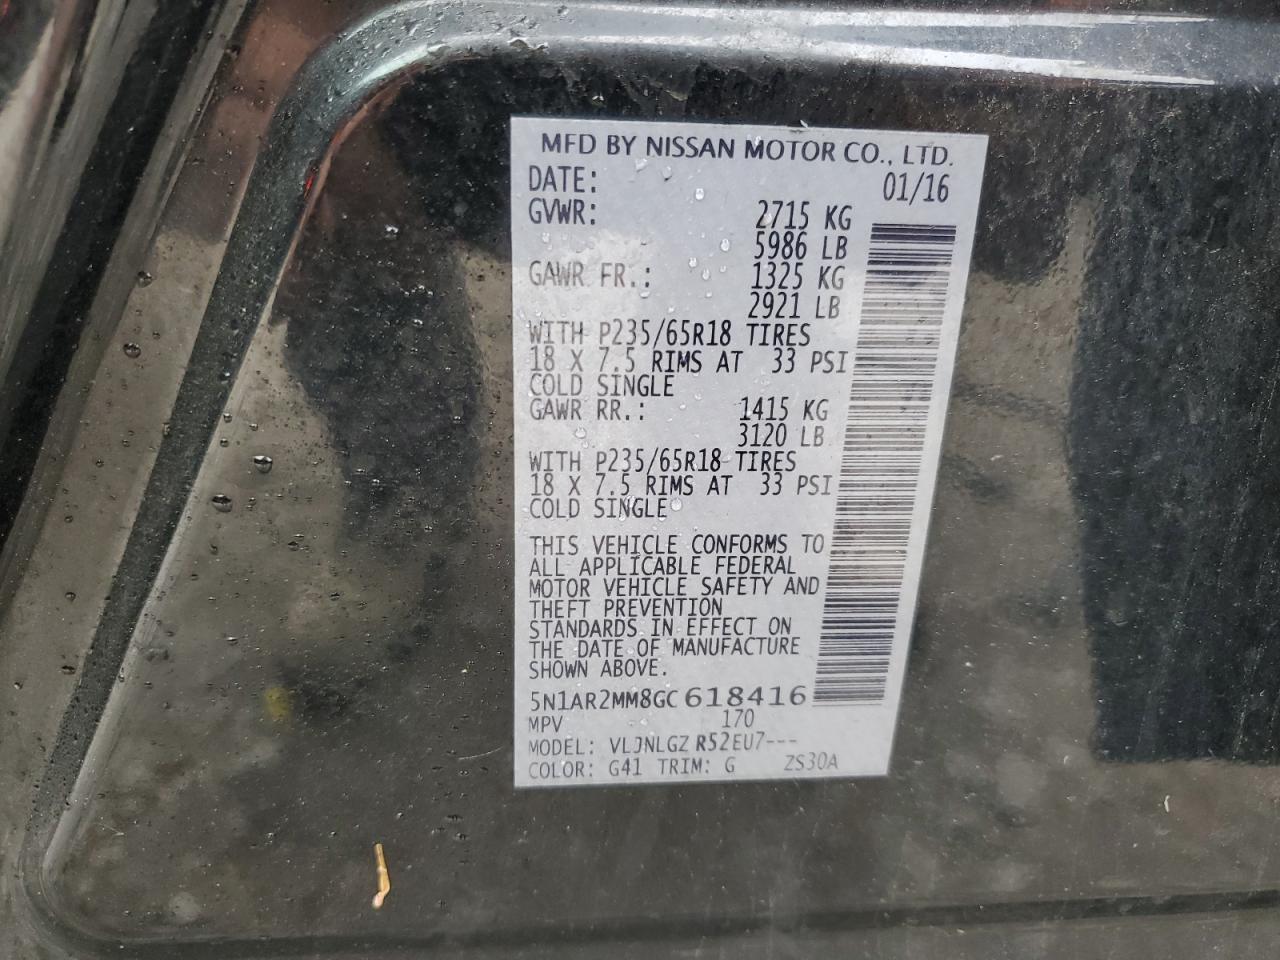 MFD BY NISSAN MOTOR CO., LTD.
DATE: 01/16
GVWR: 2715 KG
5986 LB
GAWR FR.: 1325 KG
2921 LB
WITH P235/65R18 TIRES
18 X 7.5 RIMS AT 33 PSI
COLD SINGLE
GAWR RR.: 1415 KG
3120 LB
WITH P235/65R18 TIRES
18 X 7.5 RIMS AT 33 PSI
COLD SINGLE
THIS VEHICLE CONFORMS TO
ALL APPLICABLE FEDERAL
MOTOR VEHICLE SAFETY AND
THEFT PREVENTION
STANDARDS IN EFFECT ON
THE DATE OF MANUFACTURE
SHOWN ABOVE.
5N1AR2MM8GC618416
MPV 170
MODEL: VLJNLGZ R52EU7---
COLOR: G41 TRIM: G ZS30A